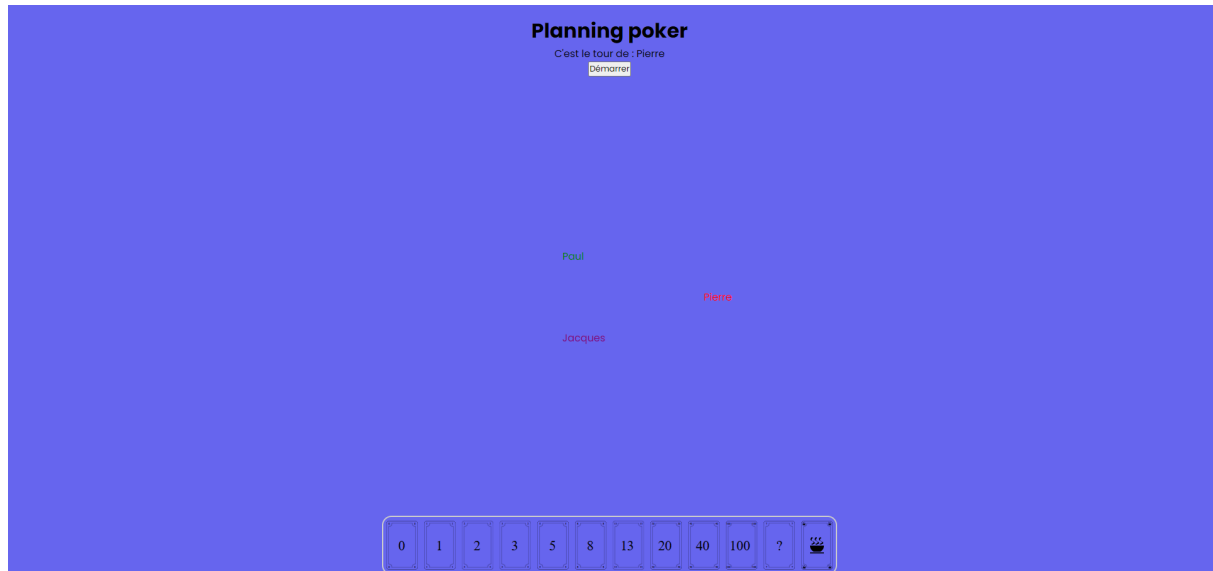 Planning poker
C'est le tour de : Pierre
Démarrer
Paul
Pierre
Jacques
0 1 2 3 5 8 13 20 40 100 ?